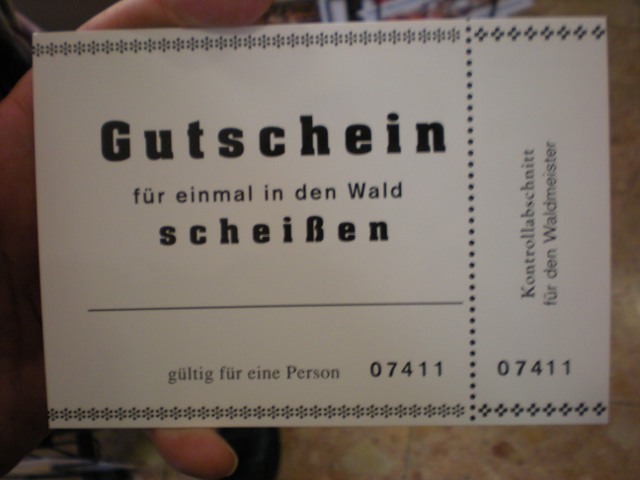 Gutschein
für einmal in den Wald
scheißen
gültig für eine Person 07411
Kontrollabschnitt
für den Waldmeister
07411